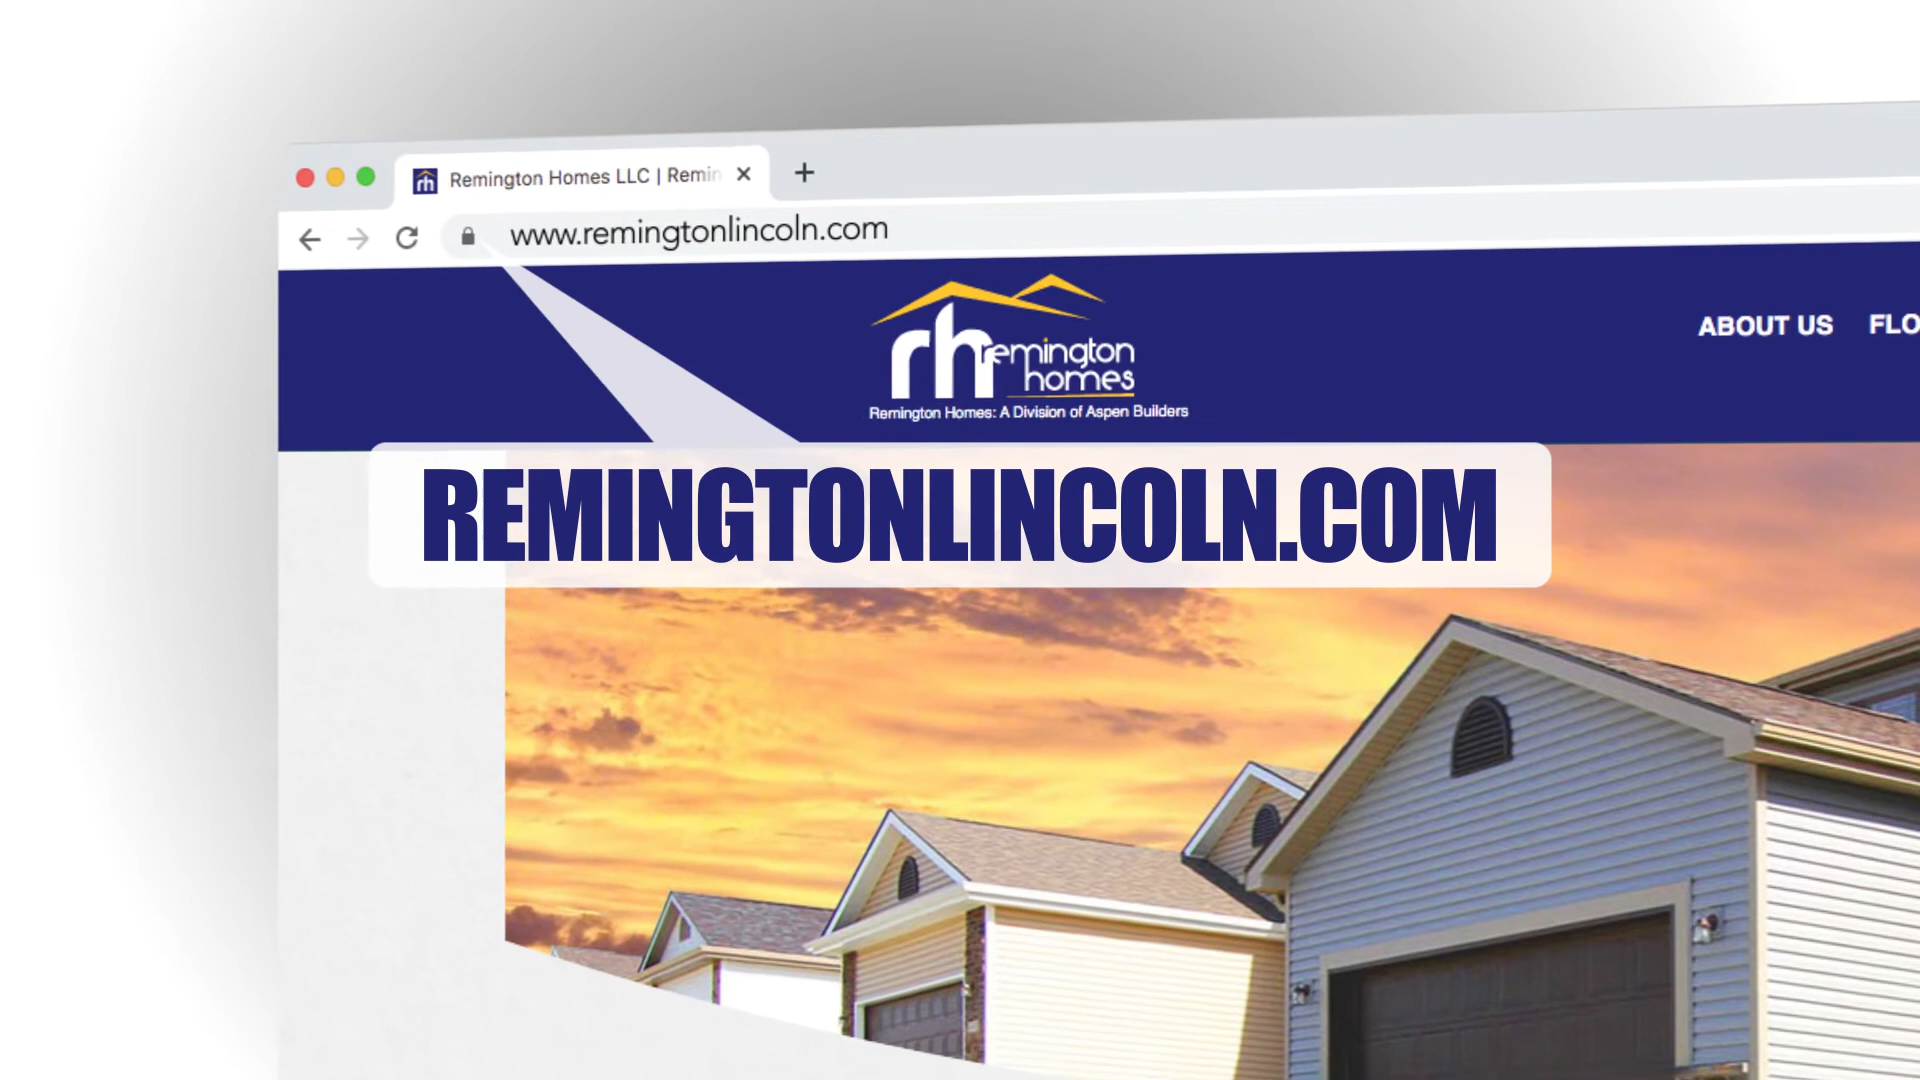 Remington Homes LLC | Remin
www.remingtonlincoln.com
rh remington
homes
Remington Homes: A Division of Aspen Builders
ABOUT US FLO
REMINGTONLINCOLN.COM